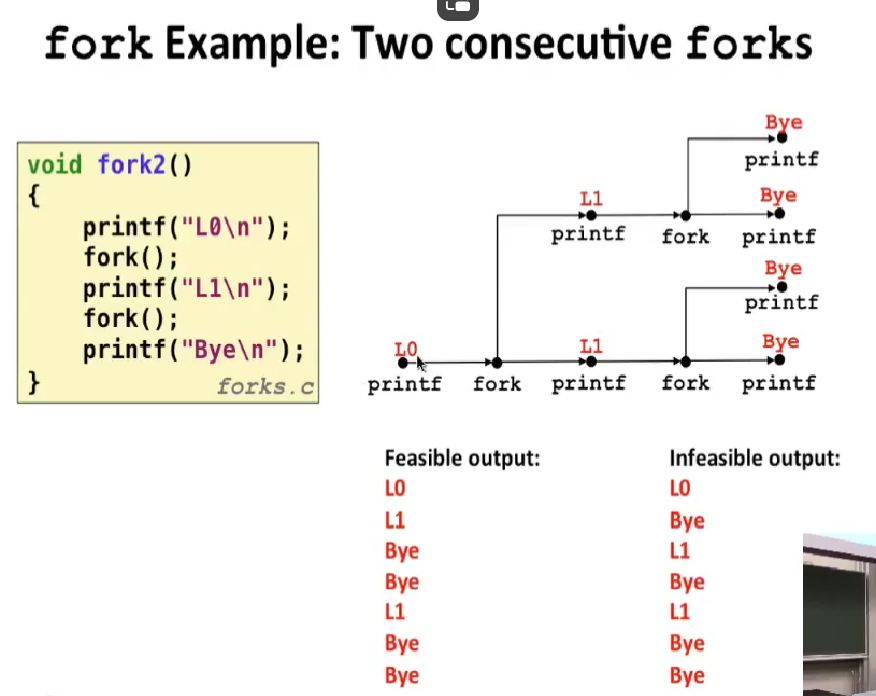 fork Example: Two consecutive forks
void fork2()
{
printf("L0\n");
fork();
printf("L1\n");
fork();
printf("Bye\n");
}
forks.c
Bye
printf
L1
Bye
printf
fork
printf
Bye
printf
L0
L1
Bye
printf
fork
printf
fork
printf
Feasible output:
L0
L1
Bye
Bye
L1
Bye
Bye
Infeasible output:
L0
Bye
L1
Bye
L1
Bye
Bye